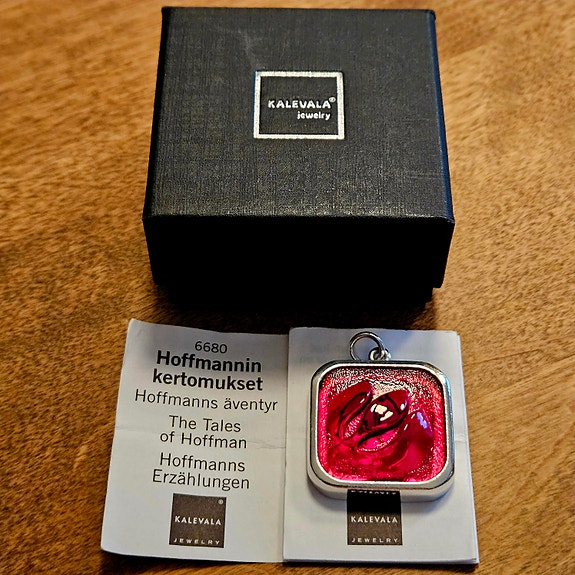 KALEVALA®
jewelry
6680
Hoffmannin
kertomukset
Hoffmanns äventyr
The Tales
of Hoffman
Hoffmanns
Erzählungen
KALEVALA®
JEWELRY
KALEVALA
JEWELRY